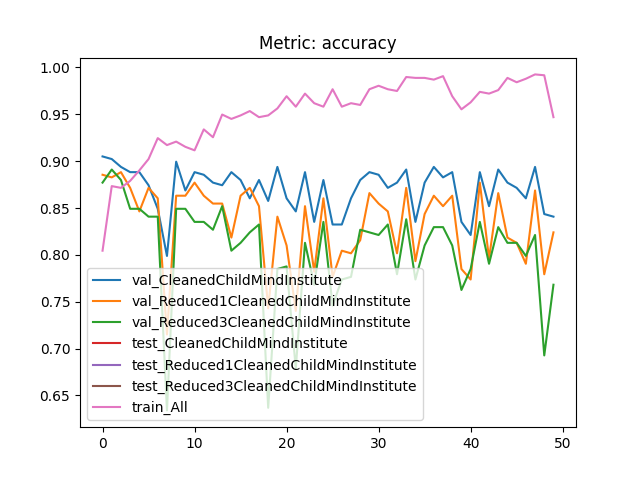 Metric: accuracy
1.00
0.95
0.90
0.85
0.80
0.75
0.70
0.65
val_CleanedChildMindInstitute
val_Reduced1CleanedChildMindInstitute
val_Reduced3CleanedChildMindInstitute
test_CleanedChildMindInstitute
test_Reduced1CleanedChildMindInstitute
test_Reduced3CleanedChildMindInstitute
train_All
0 10 20 30 40 50